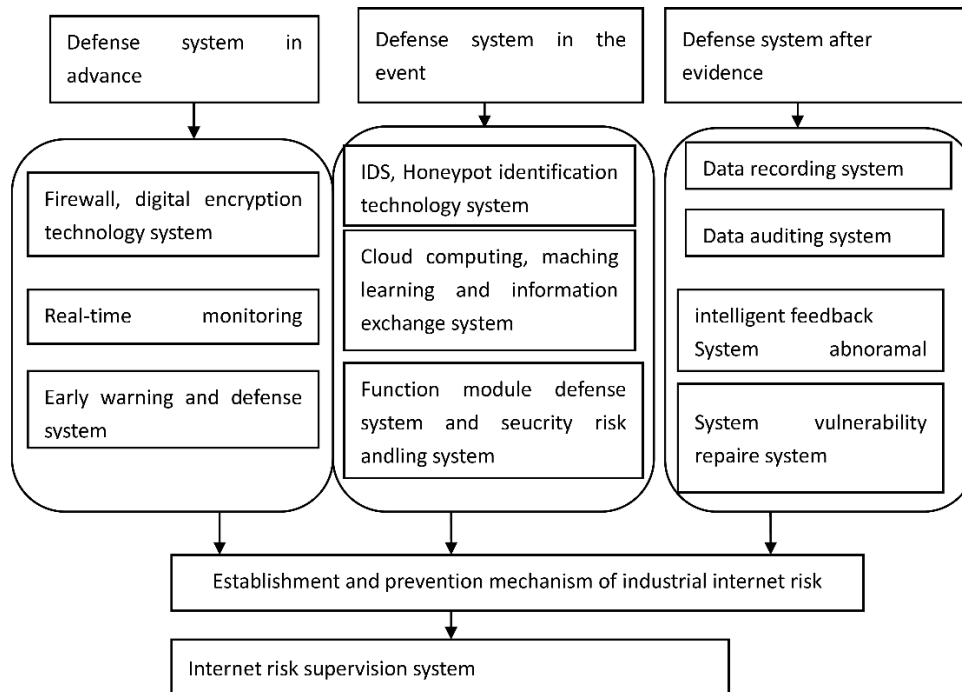 Defense system in
advance
Defense system in the
event
Defense system after
evidence
Firewall, digital encryption
technology system
Real-time monitoring
Early warning and defense
system
IDS, Honeypot identification
technology system
Cloud computing, maching
learning and information
exchange system
Function module defense
system and seucrity risk
andling system
Data recording system
Data auditing system
intelligent feedback
System abnoramal
System vulnerability
repaire system
Establishment and prevention mechanism of industrial internet risk
Internet risk supervision system